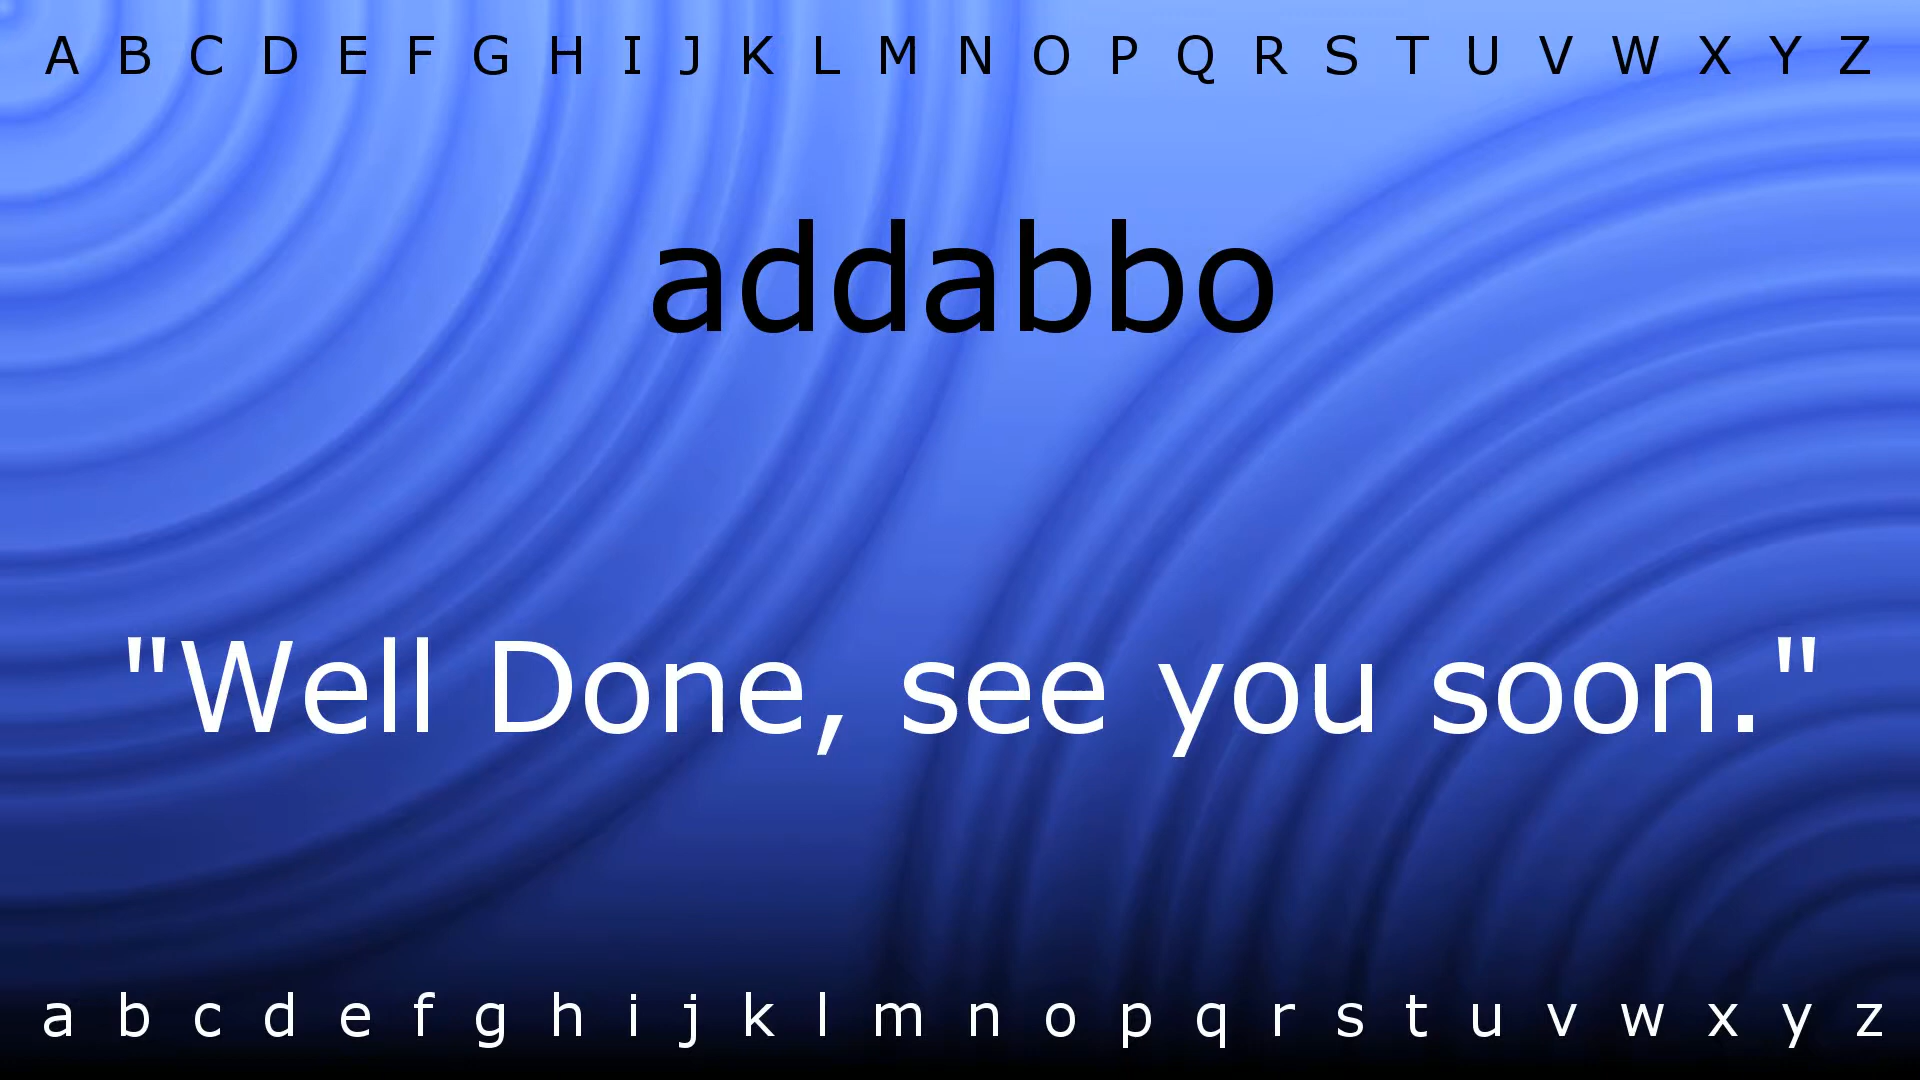 A B C D E F G H I J K L M N O P Q R S T U V W X Y Z
addabbo
"Well Done, see you soon."
a b c d e f g h i j k l m n o p q r s t u v w x y z